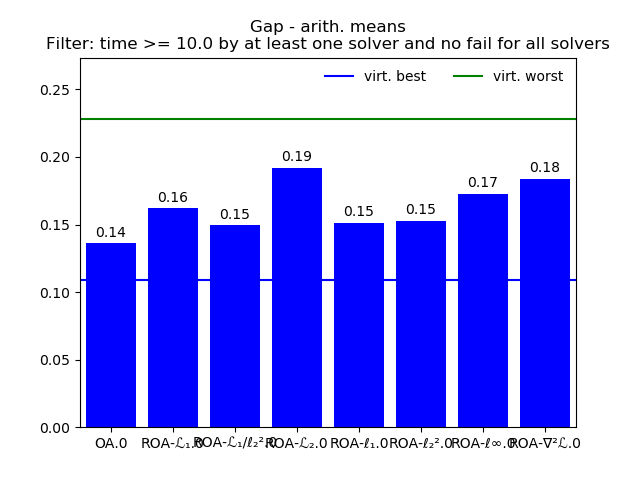 Gap - arith. means
Filter: time >= 10.0 by at least one solver and no fail for all solvers
virt. best virt. worst
0.25
0.20
0.15
0.10
0.05
0.00
0.14 0.16 0.15 0.19 0.15 0.15 0.17 0.18
OA.0 ROA-ℒ₁.0 ROA-ℒ₁/ℓ₂².0 ROA-ℒ₂.0 ROA-ℓ₁.0 ROA-ℓ₂².0 ROA-ℓ∞.0 ROA-∇²ℒ.0